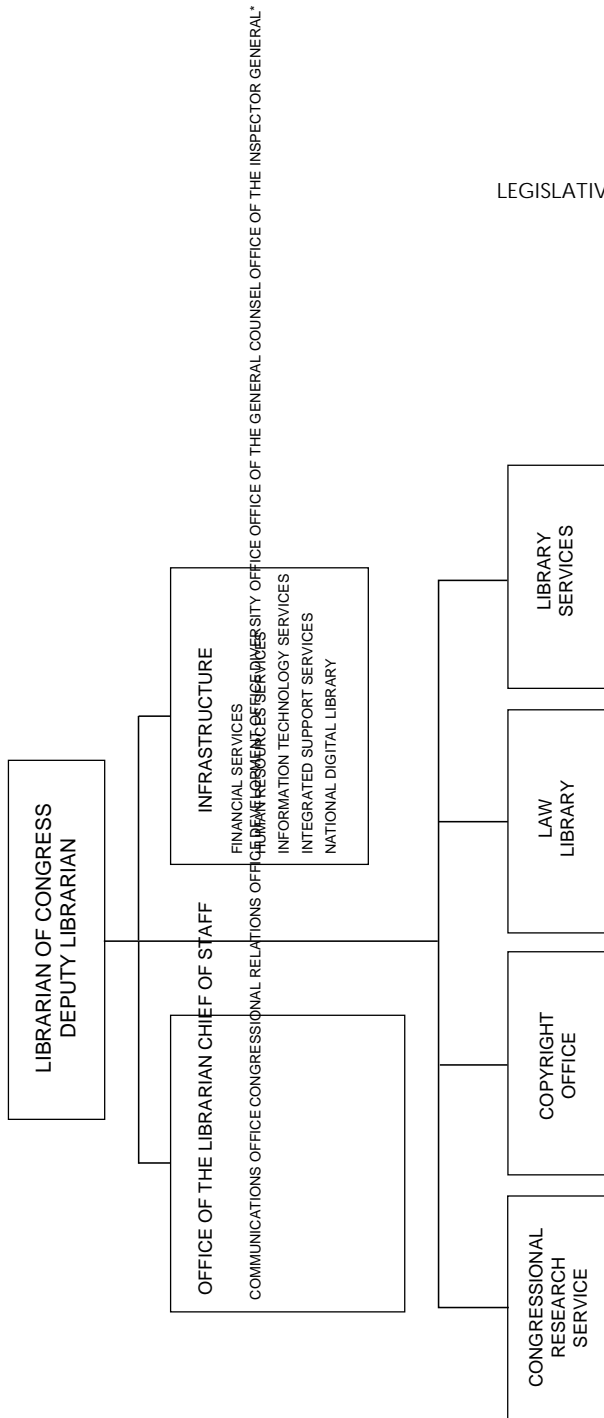 LEGISLATIV
LIBRARIAN OF CONGRESS
DEPUTY LIBRARIAN
OFFICE OF THE LIBRARIAN CHIEF OF STAFF
COMMUNICATIONS OFFICE CONGRESSIONAL RELATIONS OFFICE DEVELOPMENT OFFICE DIVERSITY OFFICE OFFICE OF THE GENERAL COUNSEL OFFICE OF THE INSPECTOR GENERAL*
INFRASTRUCTURE
FINANCIAL SERVICES
HUMAN RESOURCES SERVICES
INFORMATION TECHNOLOGY SERVICES
INTEGRATED SUPPORT SERVICES
NATIONAL DIGITAL LIBRARY
CONGRESSIONAL
RESEARCH
SERVICE
COPYRIGHT
OFFICE
LAW
LIBRARY
LIBRARY
SERVICES